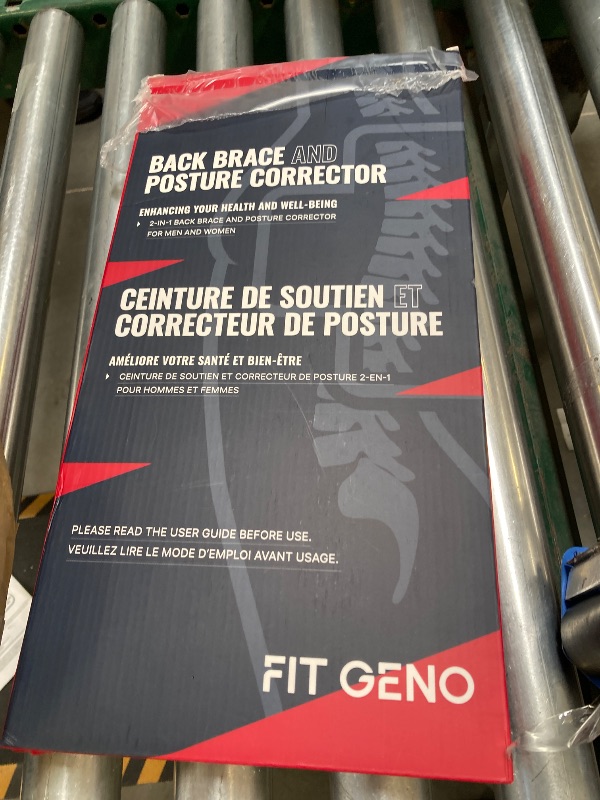 BACK BRACE AND
POSTURE CORRECTOR
ENHANCING YOUR HEALTH AND WELL-BEING
2-IN-1 BACK BRACE AND POSTURE CORRECTOR
FOR MEN AND WOMEN
CEINTURE DE SOUTIEN ET
CORRECTEUR DE POSTURE
AMÉLIORE VOTRE SANTÉ ET BIEN-ÊTRE
CEINTURE DE SOUTIEN ET CORRECTEUR DE POSTURE 2-EN-1
POUR HOMMES ET FEMMES
PLEASE READ THE USER GUIDE BEFORE USE.
VEUILLEZ LIRE LE MODE D'EMPLOI AVANT USAGE.
FIT GENO